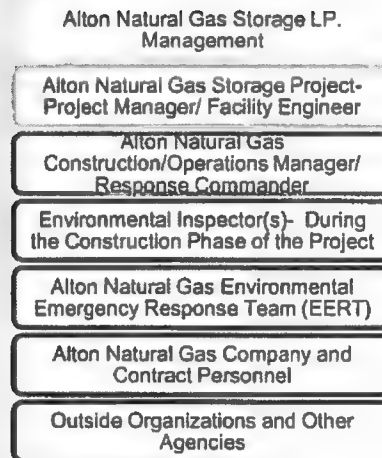 Alton Natural Gas Storage LP.
Management
Alton Natural Gas Storage Project-
Project Manager/ Facility Engineer
Alton Natural Gas
Construction/Operations Manager/
Response Commander
Environmental Inspector(s)- During
the Construction Phase of the Project
Alton Natural Gas Environmental
Emergency Response Team (EERT)
Alton Natural Gas Company and
Contract Personnel
Outside Organizations and Other
Agencies